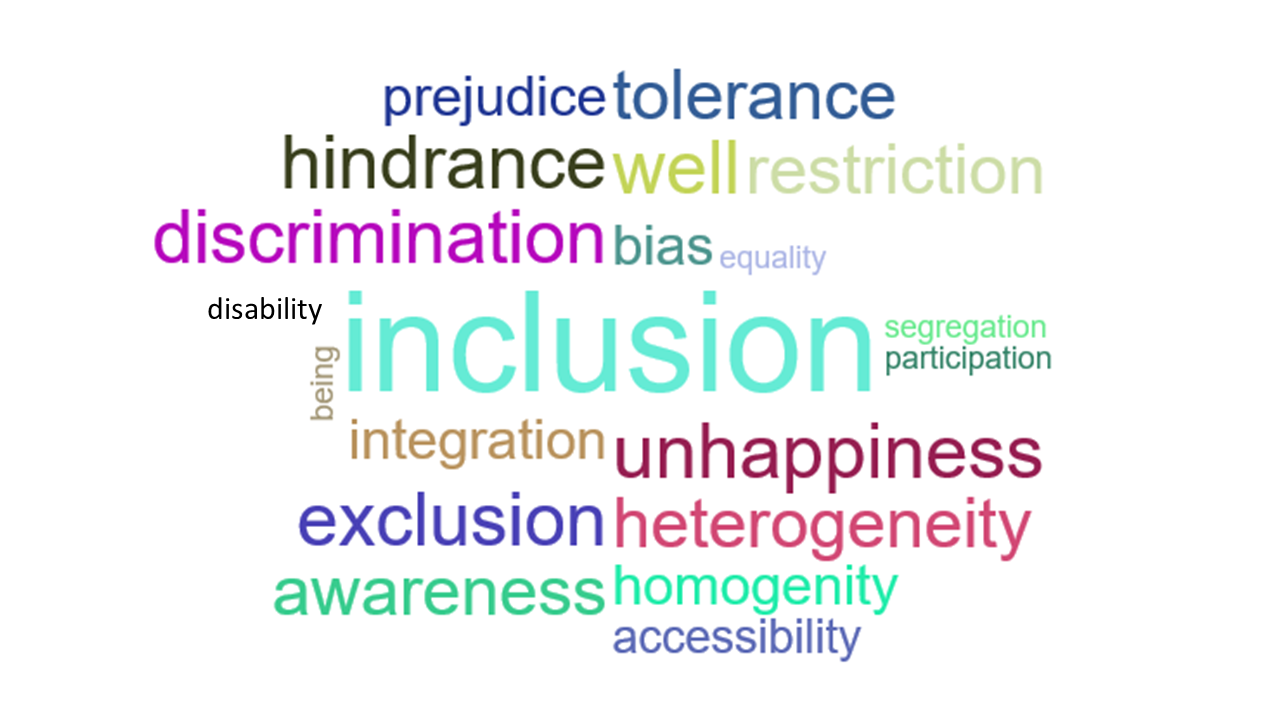 prejudice tolerance
hindrance well restriction
discrimination bias equality
disability
inclusion
segregation
participation
being
integration unhappiness
exclusion heterogeneity
awareness homogenity
accessibility